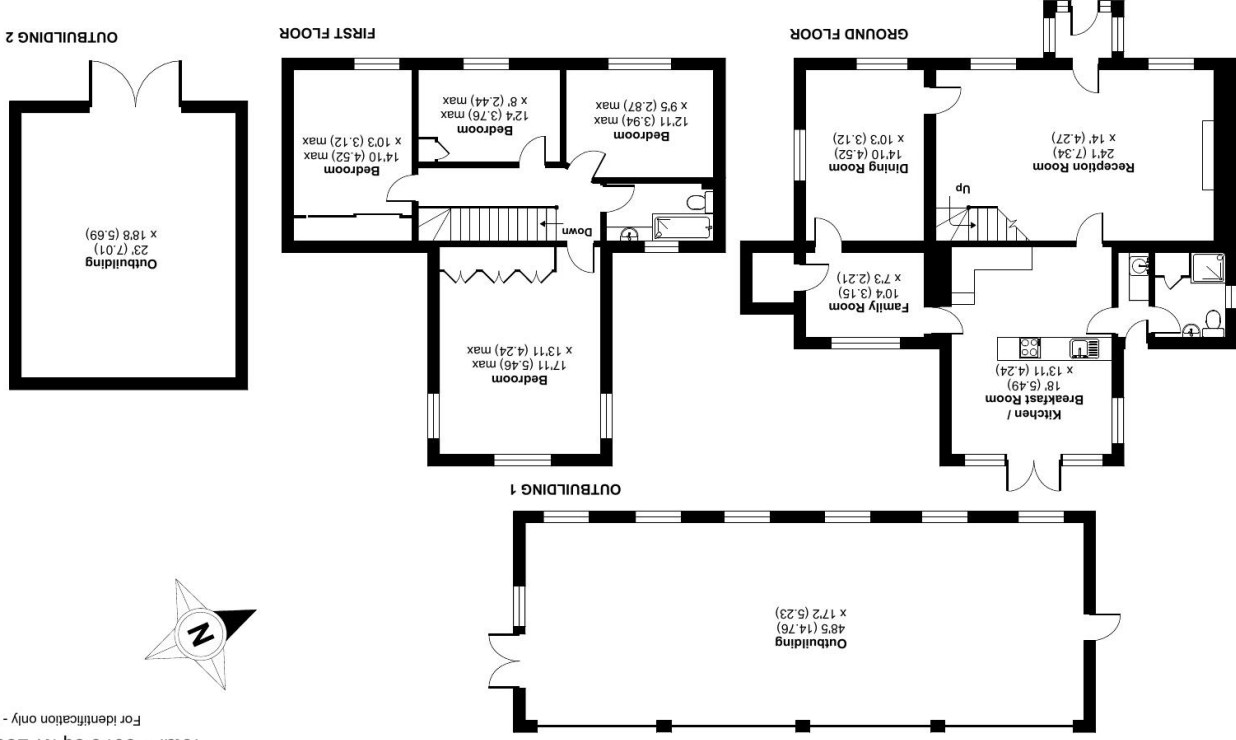 For identification only -
N
Outbuilding
48'5 (14.76)
x 17'2 (5.23)
OUTBUILDING 1
Kitchen /
Breakfast Room
18' (5.49)
x 13'11 (4.24)
Family Room
10'4 (3.15)
x 7'3 (2.21)
Up
Reception Room
24'1 (7.34)
x 14' (4.27)
Dining Room
14'10 (4.52)
x 10'3 (3.12)
GROUND FLOOR
Bedroom
17'11 (5.46) max
x 13'11 (4.24) max
Down
Bedroom
12'11 (3.94) max
x 9'5 (2.87) max
Bedroom
12'4 (3.76) max
x 8' (2.44) max
Bedroom
14'10 (4.52) max
x 10'3 (3.12) max
FIRST FLOOR
Outbuilding
23' (7.01)
x 18'8 (5.69)
OUTBUILDING 2